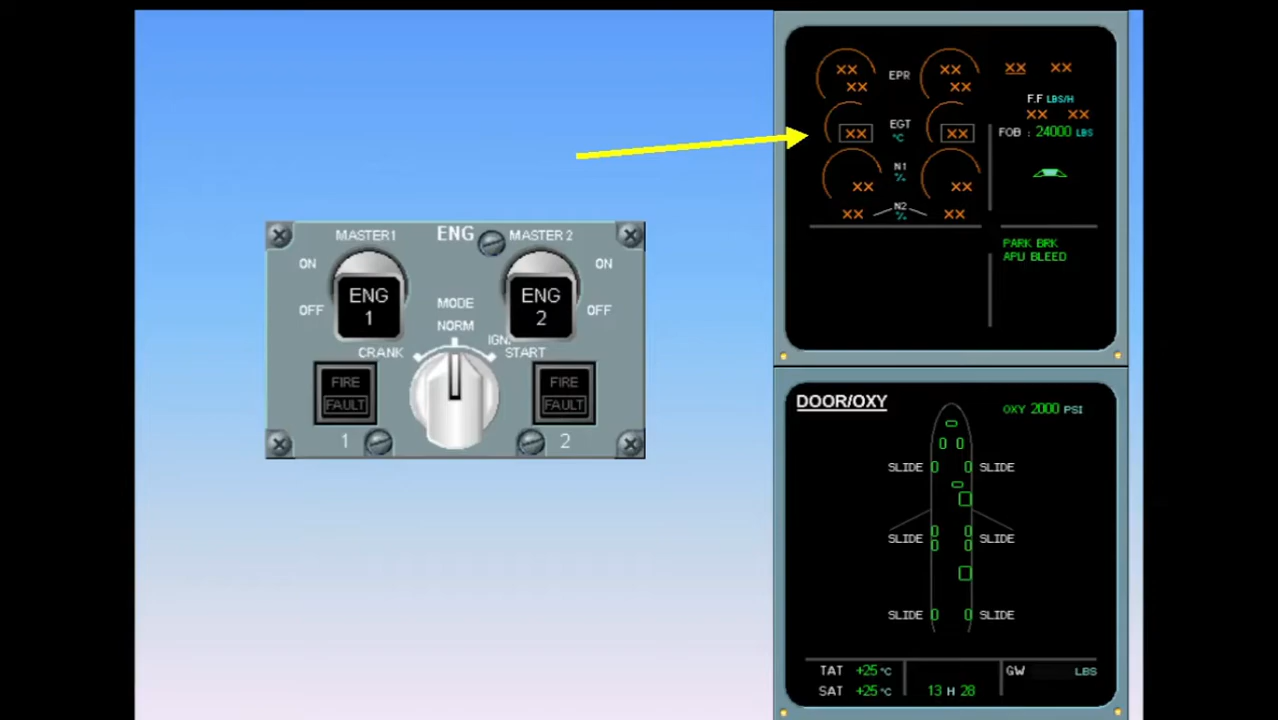 MASTER1 ENG MASTER 2
ON ON
ENG 1 ENG 2
OFF OFF
MODE
NORM
CRANK IGN. START
FIRE FIRE
FAULT FAULT
1 2
XX XX EPR XX XX XX XX
F.F LBS/H
XX XX
XX EGT °C XX FOB : 24000 LBS
XX N1 % XX
XX N2 % XX
PARK BRK
APU BLEED
DOOR/OXY OXY 2000 PSI
SLIDE SLIDE
SLIDE SLIDE
SLIDE SLIDE
TAT +25 °C GW LBS
SAT +25 °C 13 H 28